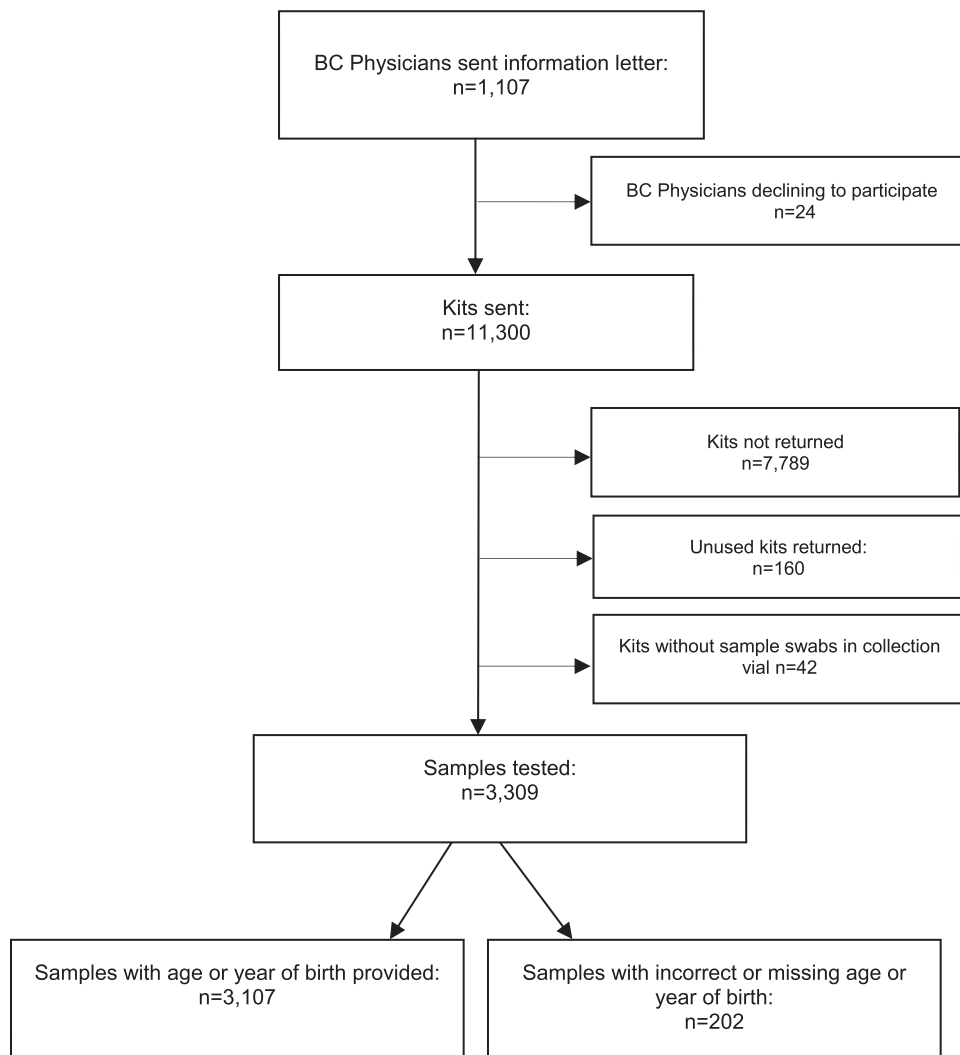 BC Physicians sent information letter:
n=1,107
BC Physicians declining to participate
n=24
Kits sent:
n=11,300
Kits not returned
n=7,789
Unused kits returned:
n=160
Kits without sample swabs in collection
vial n=42
Samples tested:
n=3,309
Samples with age or year of birth provided:
n=3,107
Samples with incorrect or missing age or
year of birth:
n=202